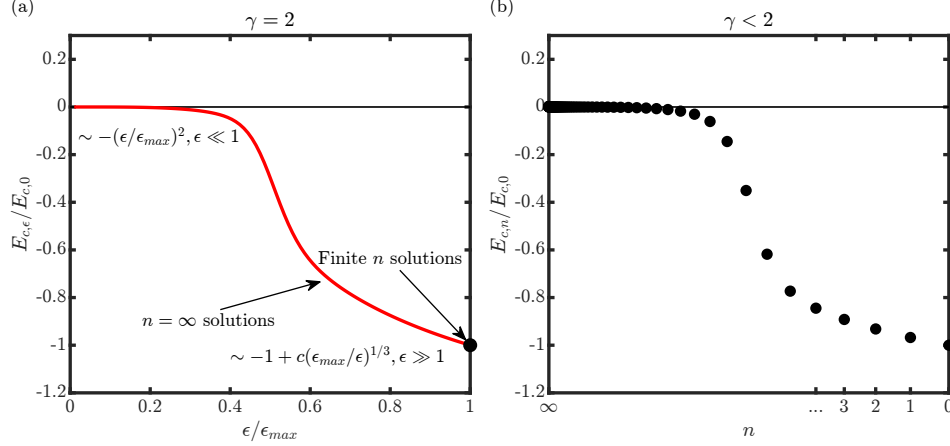 (a)
γ = 2
0.2
0
-0.2
-0.4
-0.6
-0.8
-1
-1.2
E_{c,ϵ}/E_{c,0}
∼ −(ϵ/ϵ_{max})^2, ϵ ≪ 1
Finite n solutions
n = ∞ solutions
∼ −1 + c(ϵ_{max}/ϵ)^{1/3}, ϵ ≫ 1
0 0.2 0.4 0.6 0.8 1
ϵ/ϵ_{max}
(b)
γ < 2
0.2
0
-0.2
-0.4
-0.6
-0.8
-1
-1.2
E_{c,n}/E_{c,0}
∞ ... 3 2 1 0
n